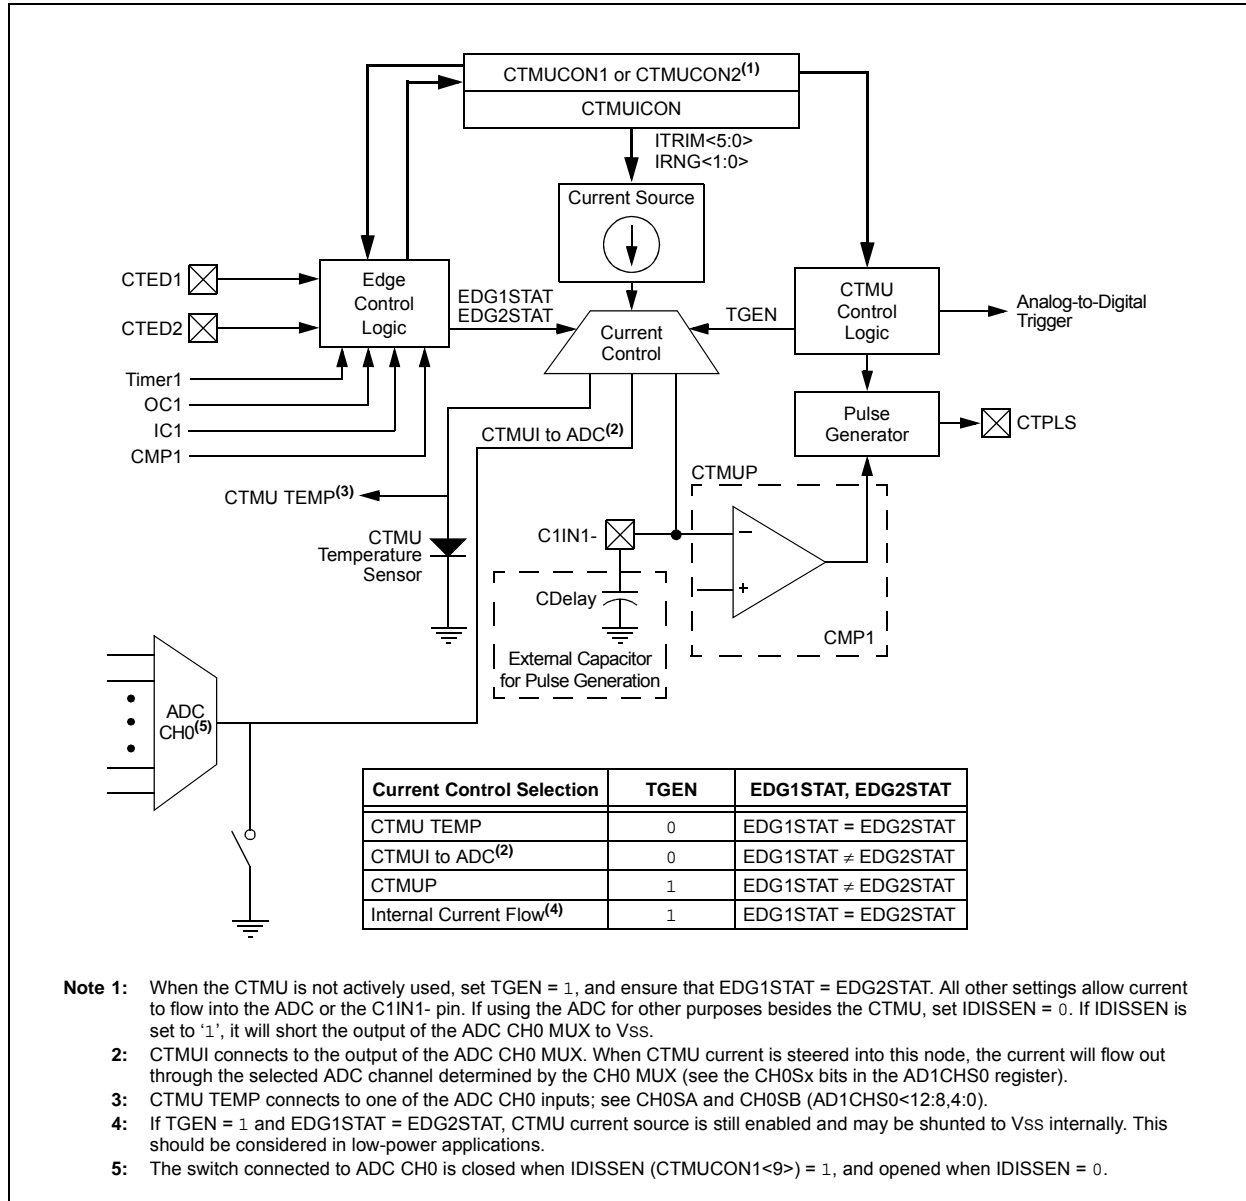 CTMUCON1 or CTMUCON2(1)
CTMUICON
ITRIM<5:0>
IRNG<1:0>
Current Source
CTED1
CTED2
Edge
Control
Logic
EDG1STAT
EDG2STAT
Current
Control
TGEN
CTMU
Control
Logic
Analog-to-Digital
Trigger
Timer1
OC1
IC1
CMP1
Pulse
Generator
CTPLS
CTMUI to ADC(2)
CTMUP
CTMU TEMP(3)
CTMU
Temperature
Sensor
C1IN1-
–
+
CDelay
CMP1
External Capacitor
for Pulse Generation
ADC
CH0(5)
Current Control Selection TGEN EDG1STAT, EDG2STAT
CTMU TEMP 0 EDG1STAT = EDG2STAT
CTMUI to ADC(2) 0 EDG1STAT ≠ EDG2STAT
CTMUP 1 EDG1STAT ≠ EDG2STAT
Internal Current Flow(4) 1 EDG1STAT = EDG2STAT
Note 1: When the CTMU is not actively used, set TGEN = 1, and ensure that EDG1STAT = EDG2STAT. All other settings allow current
to flow into the ADC or the C1IN1- pin. If using the ADC for other purposes besides the CTMU, set IDISSEN = 0. If IDISSEN is
set to ‘1’, it will short the output of the ADC CH0 MUX to VSS.
2: CTMUI connects to the output of the ADC CH0 MUX. When CTMU current is steered into this node, the current will flow out
through the selected ADC channel determined by the CH0 MUX (see the CH0Sx bits in the AD1CHS0 register).
3: CTMU TEMP connects to one of the ADC CH0 inputs; see CH0SA and CH0SB (AD1CHS0<12:8,4:0).
4: If TGEN = 1 and EDG1STAT = EDG2STAT, CTMU current source is still enabled and may be shunted to VSS internally. This
should be considered in low-power applications.
5: The switch connected to ADC CH0 is closed when IDISSEN (CTMUCON1<9>) = 1, and opened when IDISSEN = 0.